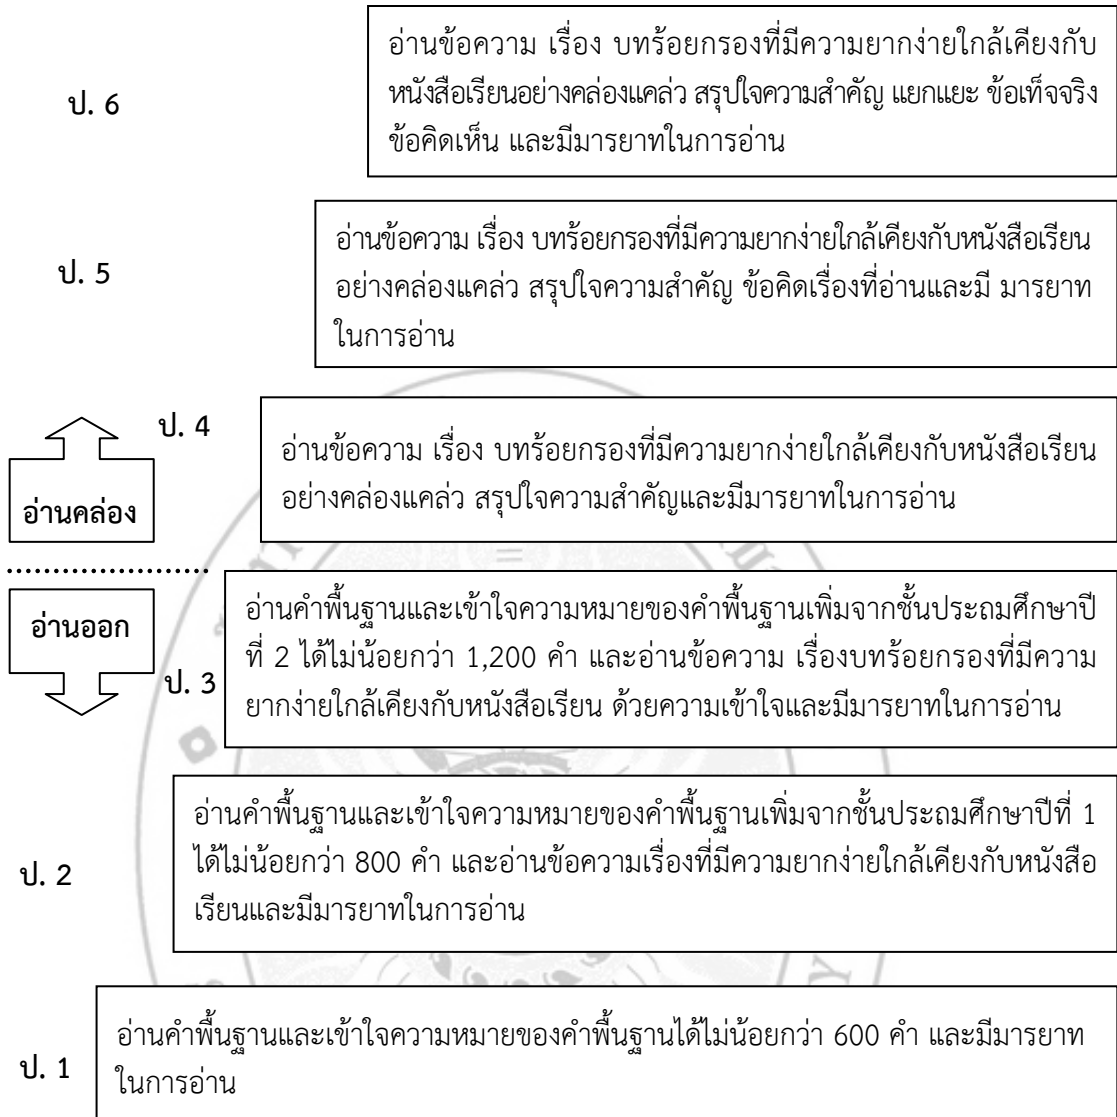 อ่านข้อความ เรื่อง บทร้อยกรองที่มีความยากง่ายใกล้เคียงกับ
หนังสือเรียนอย่างคล่องแคล่ว สรุปใจความสำคัญ แยกแยะ ข้อเท็จจริง
ข้อคิดเห็น และมีมารยาทในการอ่าน
ป. 6
อ่านข้อความ เรื่อง บทร้อยกรองที่มีความยากง่ายใกล้เคียงกับหนังสือเรียน
อย่างคล่องแคล่ว สรุปใจความสำคัญ ข้อคิดเรื่องที่อ่านและมี มารยาท
ในการอ่าน
ป. 5
ป. 4
อ่านข้อความ เรื่อง บทร้อยกรองที่มีความยากง่ายใกล้เคียงกับหนังสือเรียน
อย่างคล่องแคล่ว สรุปใจความสำคัญและมีมารยาทในการอ่าน
อ่านคล่อง
อ่านออก
ป. 3
อ่านคำพื้นฐานและเข้าใจความหมายของคำพื้นฐานเพิ่มจากชั้นประถมศึกษาปี
ที่ 2 ได้ไม่น้อยกว่า 1,200 คำ และอ่านข้อความ เรื่องบทร้อยกรองที่มีความ
ยากง่ายใกล้เคียงกับหนังสือเรียน ด้วยความเข้าใจและมีมารยาทในการอ่าน
อ่านคำพื้นฐานและเข้าใจความหมายของคำพื้นฐานเพิ่มจากชั้นประถมศึกษาปีที่ 1
ได้ไม่น้อยกว่า 800 คำ และอ่านข้อความเรื่องที่มีความยากง่ายใกล้เคียงกับหนังสือ
เรียนและมีมารยาทในการอ่าน
ป. 2
อ่านคำพื้นฐานและเข้าใจความหมายของคำพื้นฐานได้ไม่น้อยกว่า 600 คำ และมีมารยาท
ในการอ่าน
ป. 1